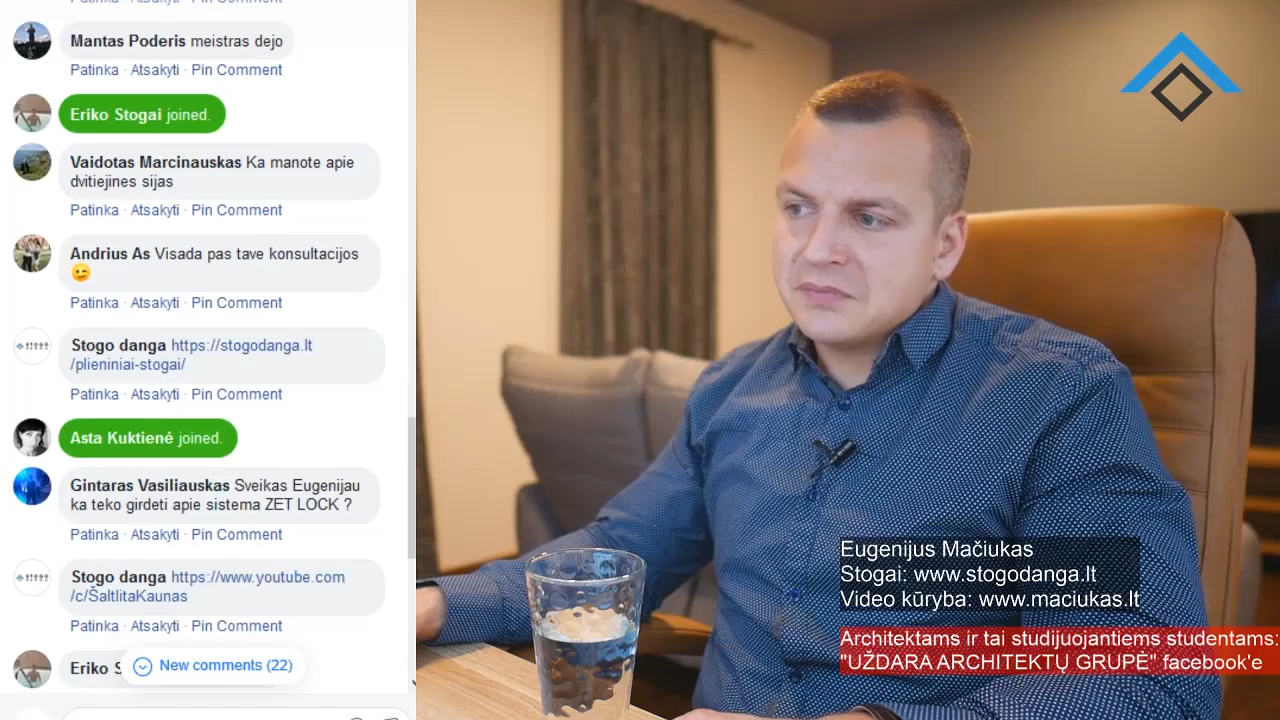 Patinka · Atsakyti · Pin Comment
Mantas Poderis meistras dejo
Patinka · Atsakyti · Pin Comment
Eriko Stogai joined.
Vaidotas Marcinauskas Ka manote apie
dvitiejines sijas
Patinka · Atsakyti · Pin Comment
Andrius As Visada pas tave konsultacijos
😉
Patinka · Atsakyti · Pin Comment
Stogo danga https://stogodanga.lt
/plieniniai-stogai/
Patinka · Atsakyti · Pin Comment
Asta Kuktienė joined.
Gintaras Vasiliauskas Sveikas Eugenijau
ka teko girdeti apie sistema ZET LOCK ?
Patinka · Atsakyti · Pin Comment
Stogo danga https://www.youtube.com
/c/ŠaltlitaKaunas
Patinka · Atsakyti · Pin Comment
Eriko S
New comments (22)
Eugenijus Mačiukas
Stogai: www.stogodanga.lt
Video kūryba: www.maciukas.lt
Architektams ir tai studijuojantiems studentams:
"UŽDARA ARCHITEKTŲ GRUPĖ" facebook'e